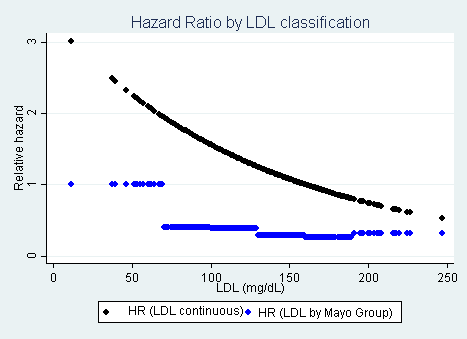 Hazard Ratio by LDL classification
Relative hazard
3
2
1
0
0 50 100 150 200 250
LDL (mg/dL)
HR (LDL continuous) HR (LDL by Mayo Group)